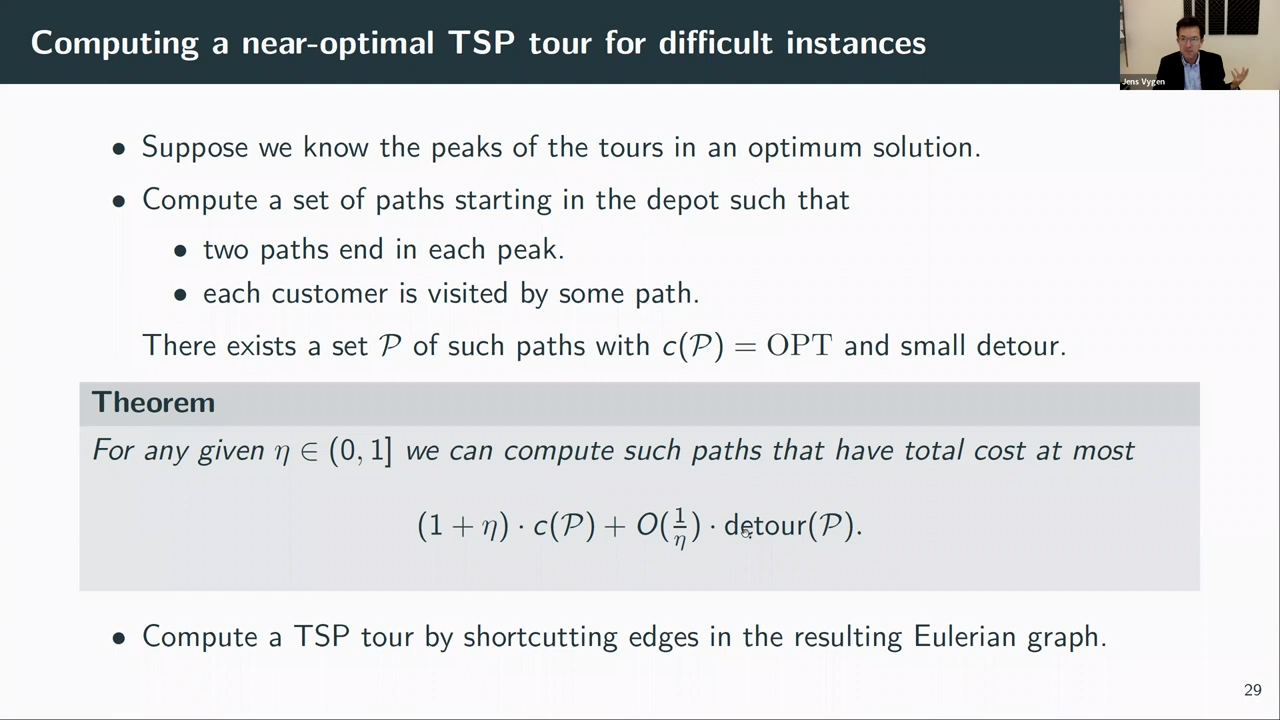 Computing a near-optimal TSP tour for difficult instances
Jens Vygen
• Suppose we know the peaks of the tours in an optimum solution.
• Compute a set of paths starting in the depot such that
• two paths end in each peak.
• each customer is visited by some path.
There exists a set 𝒫 of such paths with c(𝒫) = OPT and small detour.
Theorem
For any given η ∈ (0, 1] we can compute such paths that have total cost at most
(1 + η) · c(𝒫) + O(1/η) · detour(𝒫).
• Compute a TSP tour by shortcutting edges in the resulting Eulerian graph.
29